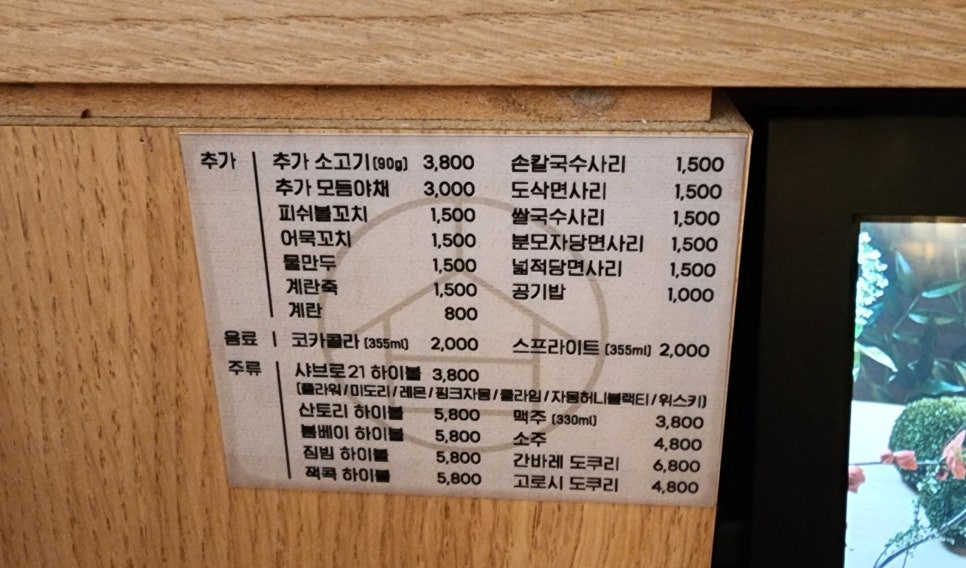 추가 추가 소고기 (90g) 3,800 손칼국수사리 1,500
추가 모듬야채 3,000 도삭면사리 1,500
피쉬볼꼬치 1,500 쌀국수사리 1,500
어묵꼬치 1,500 분모자당면사리 1,500
물만두 1,500 넓적당면사리 1,500
계란죽 1,500 공기밥 1,000
계란 800
음료 코카콜라 (355ml) 2,000 스프라이트 (355ml) 2,000
주류 샤브로21 하이볼 3,800
(플라워/미도리/레몬/핑크자몽/쿨라임/자몽허니블랙티/위스키)
산토리 하이볼 5,800 맥주 (330ml) 3,800
봄베이 하이볼 5,800 소주 4,800
짐빔 하이볼 5,800 간바레 도쿠리 6,800
잭콕 하이볼 5,800 고로시 도쿠리 4,800